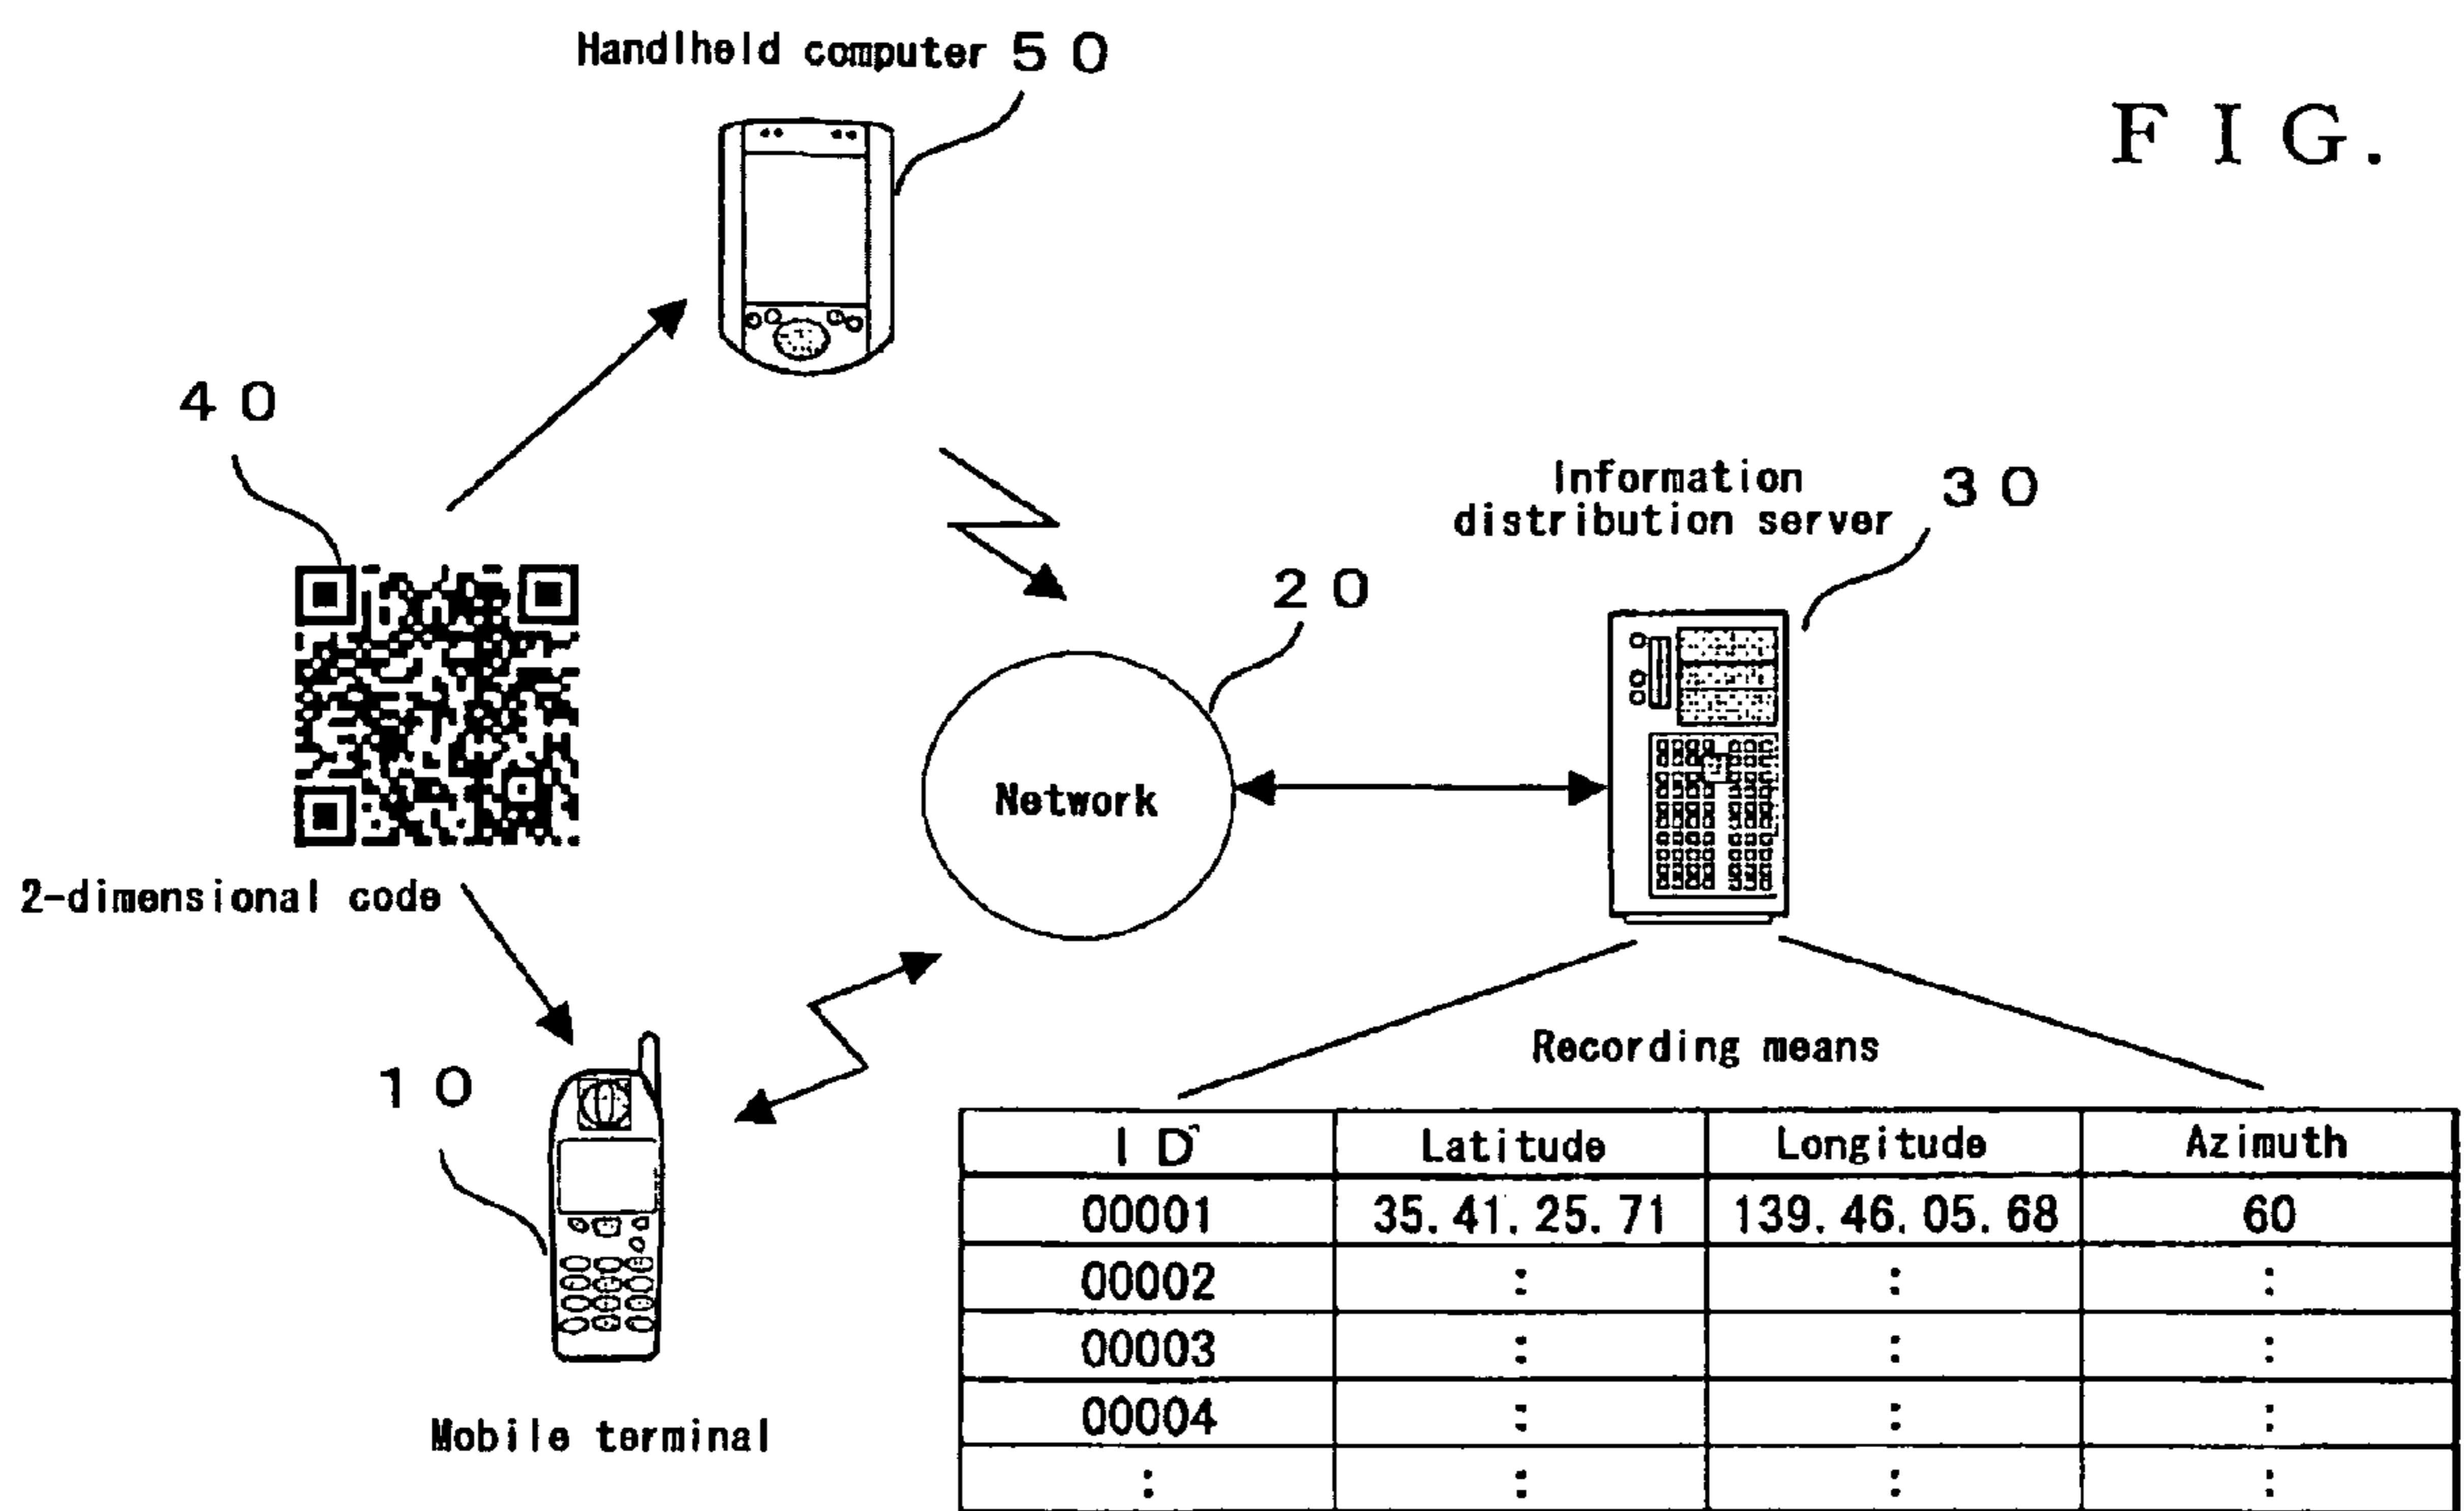 Handlheld computer 50
FIG.
40
Information
distribution server 30
20
Network
2-dimensional code
10
Recording means
Mobile terminal
ID Latitude Longitude Azimuth
00001 35.41.25.71 139.46.05.68 60
00002 : : :
00003 : : :
00004 : : :
: : : :